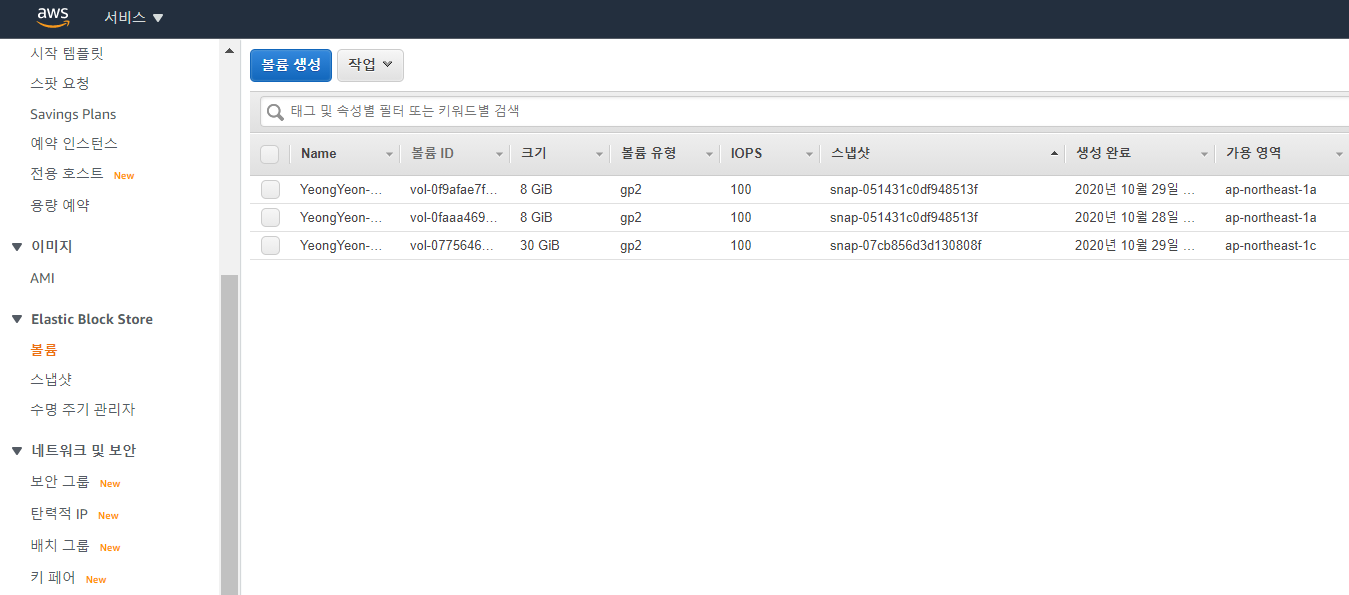 aws 서비스
시작 템플릿
스팟 요청
Savings Plans
예약 인스턴스
전용 호스트 New
용량 예약
이미지
AMI
Elastic Block Store
볼륨
스냅샷
수명 주기 관리자
네트워크 및 보안
보안 그룹 New
탄력적 IP New
배치 그룹 New
키 페어 New
볼륨 생성 작업
태그 및 속성별 필터 또는 키워드별 검색
Name 볼륨 ID 크기 볼륨 유형 IOPS 스냅샷 생성 완료 가용 영역
YeongYeon-... vol-0f9afae7f... 8 GiB gp2 100 snap-051431c0df948513f 2020년 10월 29일 ... ap-northeast-1a
YeongYeon-... vol-0faaa469... 8 GiB gp2 100 snap-051431c0df948513f 2020년 10월 28일 ... ap-northeast-1a
YeongYeon-... vol-0775646... 30 GiB gp2 100 snap-07cb856d3d130808f 2020년 10월 29일 ... ap-northeast-1c